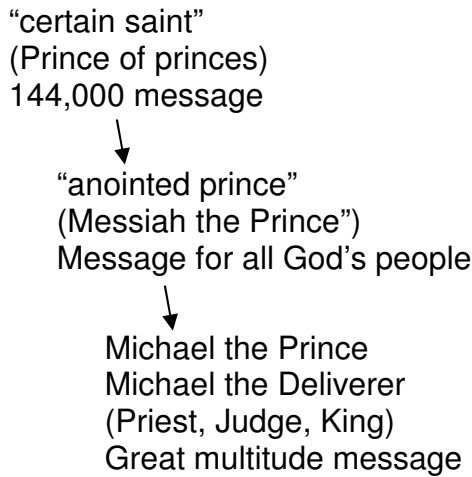 “certain saint”
(Prince of princes)
144,000 message
“anointed prince”
(Messiah the Prince”)
Message for all God’s people
Michael the Prince
Michael the Deliverer
(Priest, Judge, King)
Great multitude message